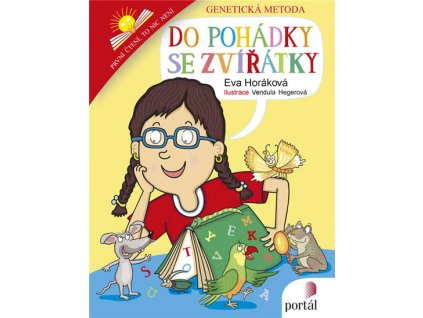 GENETICKÁ METODA
PRVNÍ ČTENÍ, TO NIC NENÍ
DO POHÁDKY
SE ZVÍŘÁTKY
Eva Horáková
Ilustrace Vendula Hegerová
S U O T V Y E M K A
portál